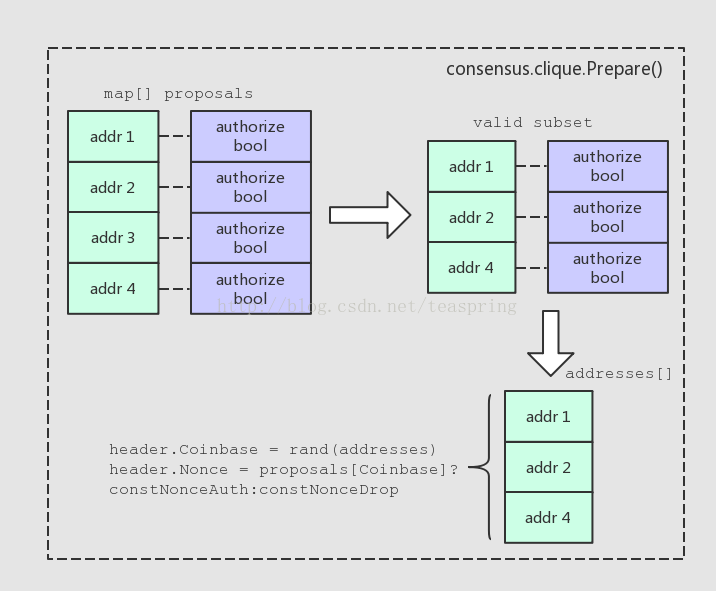 consensus.clique.Prepare()
map[] proposals
addr 1
authorize
bool
addr 2
authorize
bool
addr 3
authorize
bool
addr 4
authorize
bool
valid subset
addr 1
authorize
bool
addr 2
authorize
bool
addr 4
authorize
bool
http://blog.csdn.net/teaspring
addresses[]
addr 1
addr 2
addr 4
header.Coinbase = rand(addresses)
header.Nonce = proposals[Coinbase]?
constNonceAuth:constNonceDrop